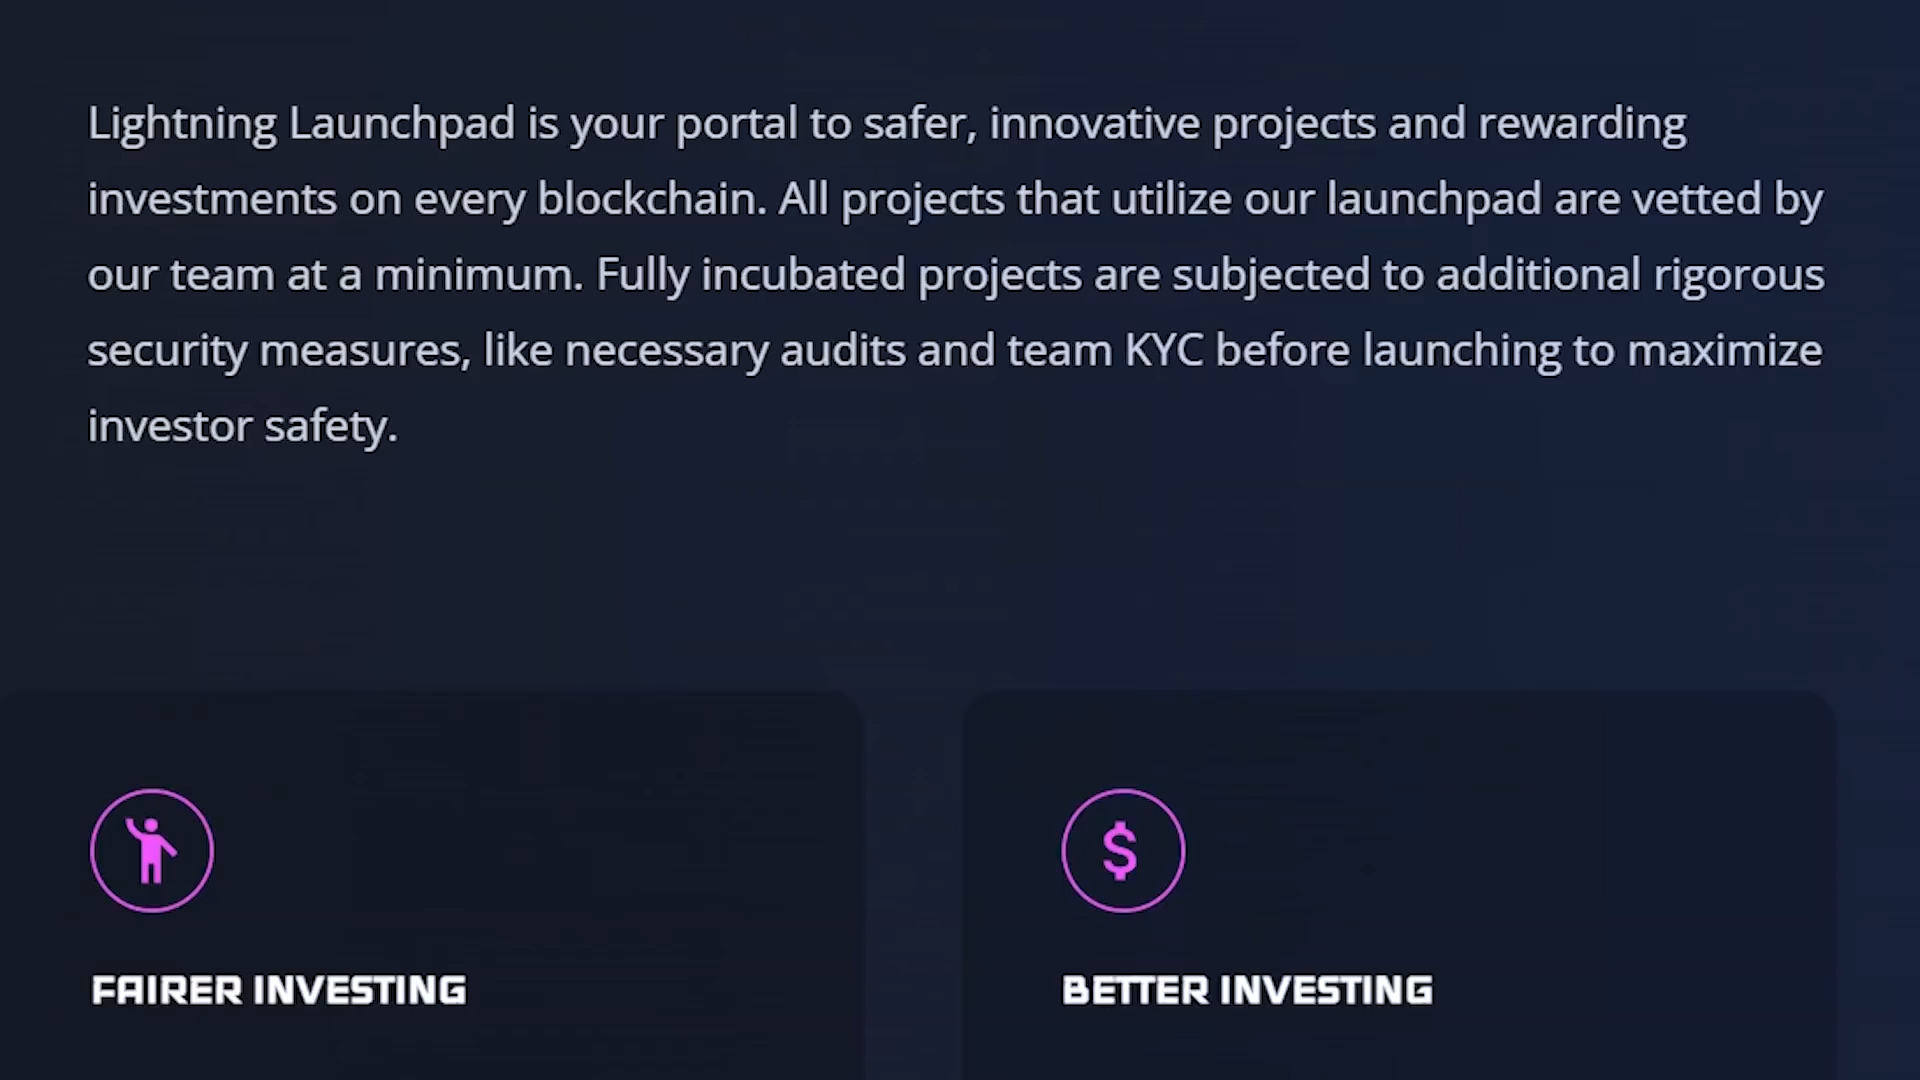 Lightning Launchpad is your portal to safer, innovative projects and rewarding
investments on every blockchain. All projects that utilize our launchpad are vetted by
our team at a minimum. Fully incubated projects are subjected to additional rigorous
security measures, like necessary audits and team KYC before launching to maximize
investor safety.
FAIRER INVESTING
BETTER INVESTING